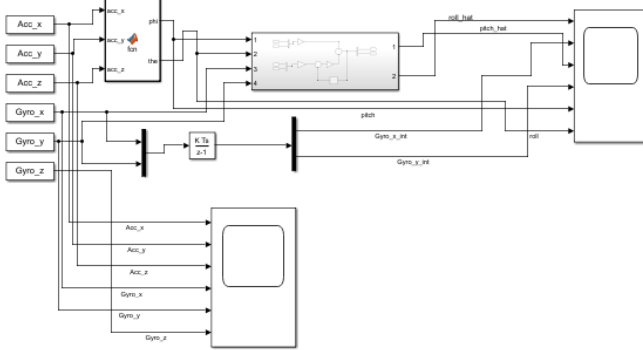 Acc_x
Acc_y
Acc_z
Gyro_x
Gyro_y
Gyro_z
acc_x
acc_y
acc_z
fcn
phi
the
1
2
3
4
1
2
roll_hat
pitch_hat
pitch
roll
Gyro_x_int
Gyro_y_int
K Ts
z-1
Acc_x
Acc_y
Acc_z
Gyro_x
Gyro_y
Gyro_z